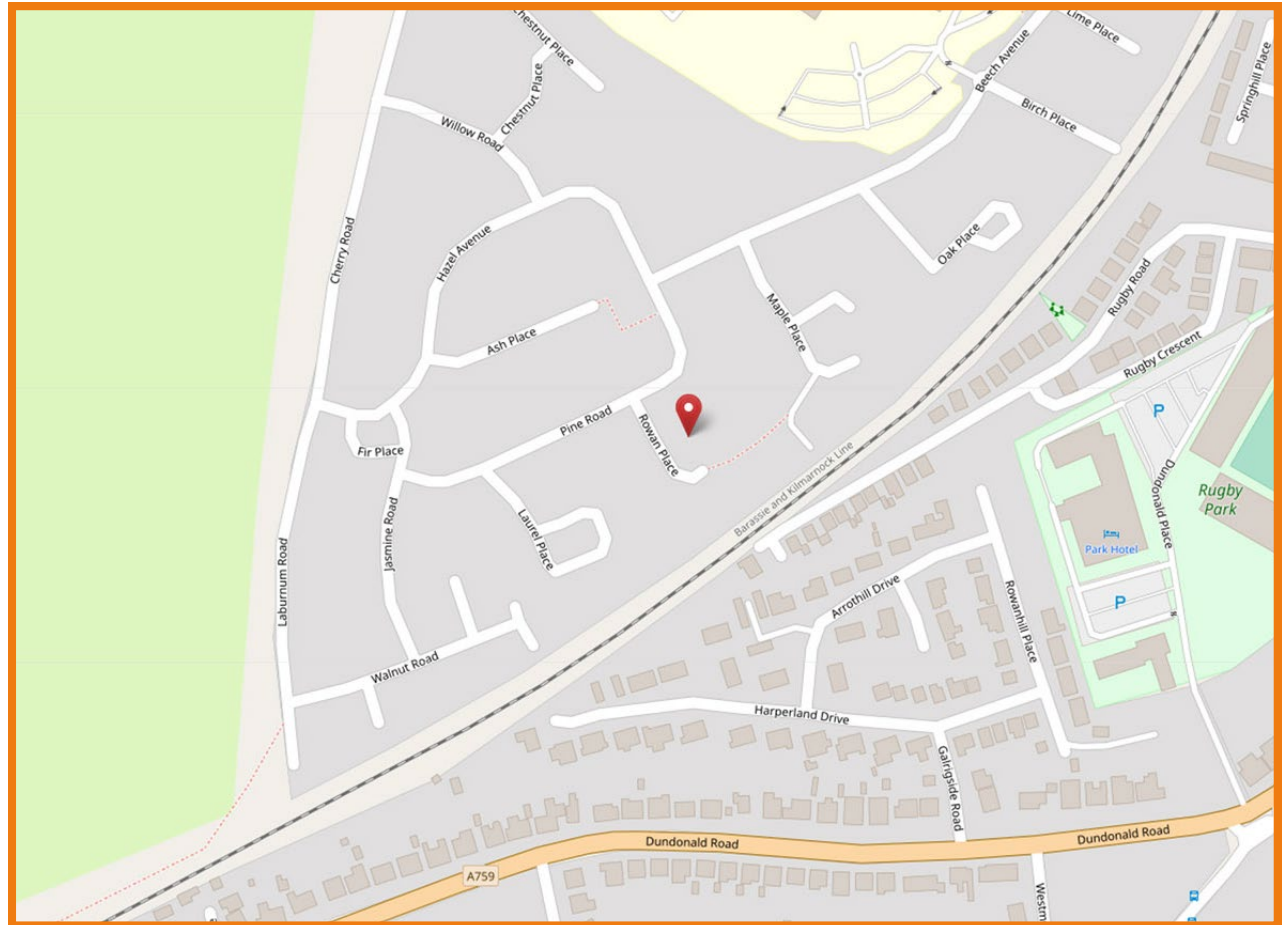 Chestnut Place
Lime Place
Beech Avenue
Springhill Place
Chestnut Place
Birch Place
Willow Road
Cherry Road
Hazel Avenue
Oak Place
Rugby Road
Maple Place
Ash Place
Rugby Crescent
P
Pine Road
Rowan Place
Fir Place
Dundonald Place
Rugby
Park
Barassie and Kilmarnock Line
Laurel Place
Jasmine Road
Laburnum Road
Park Hotel
Arrothill Drive
Rowanhill Place
P
Walnut Road
Harperland Drive
Galrigside Road
Dundonald Road
Dundonald Road
A759
Westm